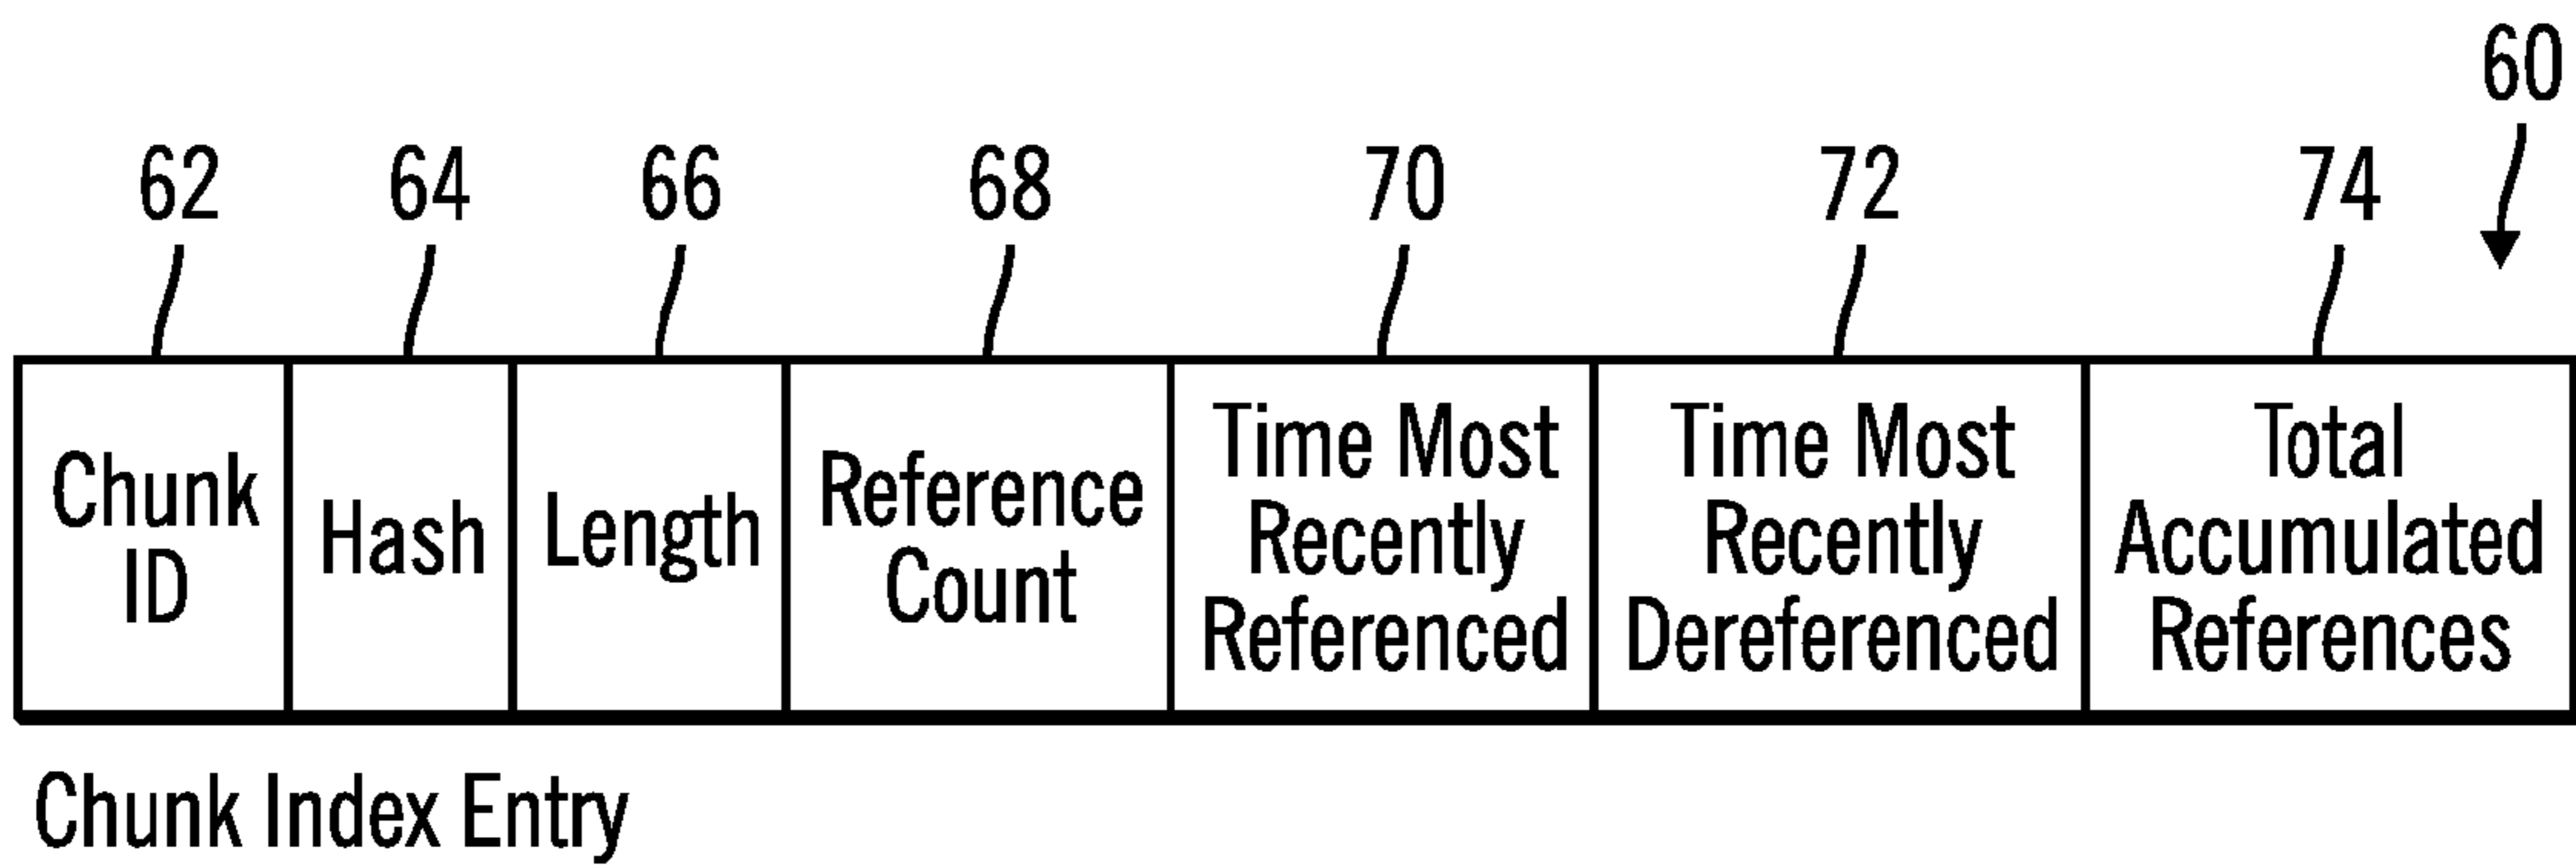 60
62 64 66 68 70 72 74
Chunk
ID
Hash
Length
Reference
Count
Time Most
Recently
Referenced
Time Most
Recently
Dereferenced
Total
Accumulated
References
Chunk Index Entry